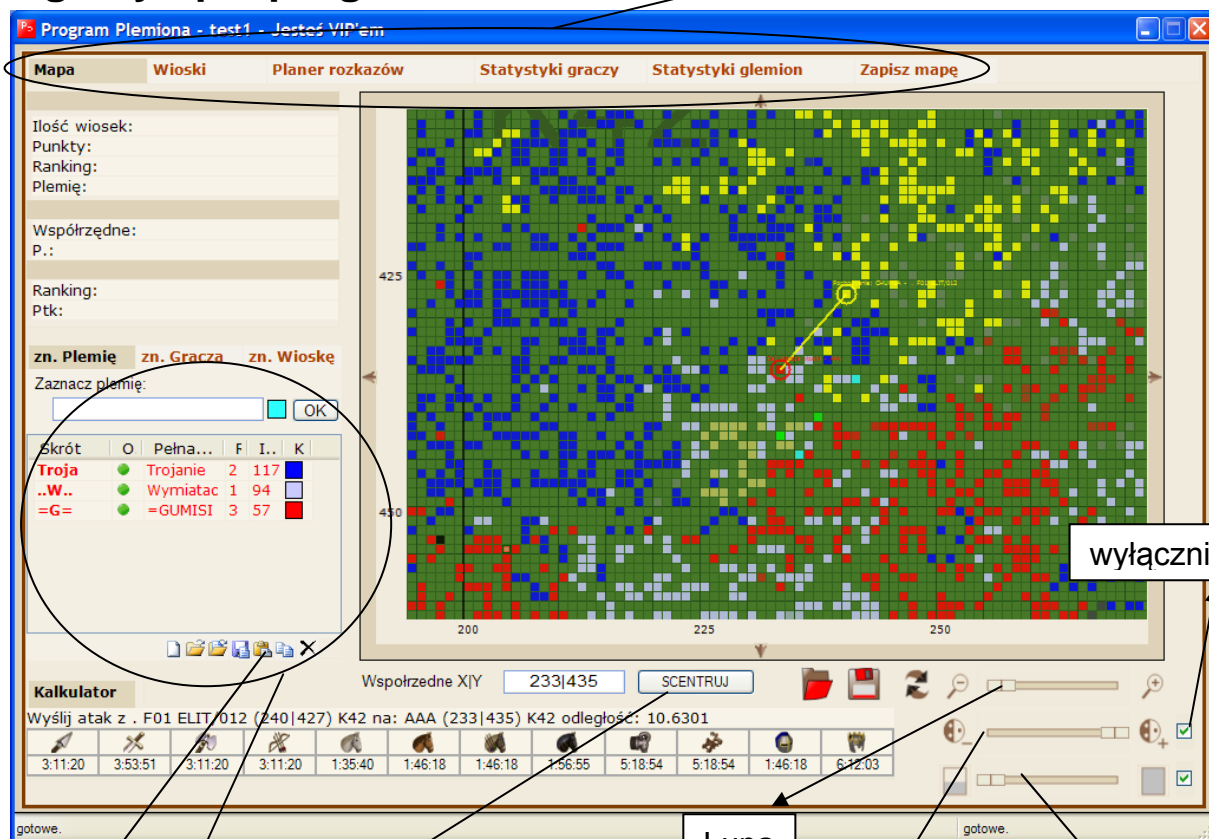 Program Plemiona - test1 - Jesteś VIP'em
Mapa Wioski Planer rozkazów Statystyki graczy Statystyki glemion Zapisz mapę
Ilość wiosek:
Punkty:
Ranking:
Plemię:
Współrzędne:
P.:
Ranking:
Ptk:
zn. Plemię zn. Gracza zn. Wioskę
Zaznacz plemię:
OK
Skrót O Pełna... F I.. K
Troja Trojanie 2 117
..W.. Wymiatac 1 94
=G= =GUMISI 3 57
425
450
200 225 250
wyłączni
Wspołrzedne X|Y 233|435 SCENTRUJ
Kalkulator
Wyślij atak z . F01 ELIT/012 (240|427) K42 na: AAA (233|435) K42 odległość: 10.6301
3:11:20 3:53:51 3:11:20 3:11:20 1:35:40 1:46:18 1:46:18 1:56:55 5:18:54 5:18:54 1:46:18 6:12:03
gotowe. gotowe.